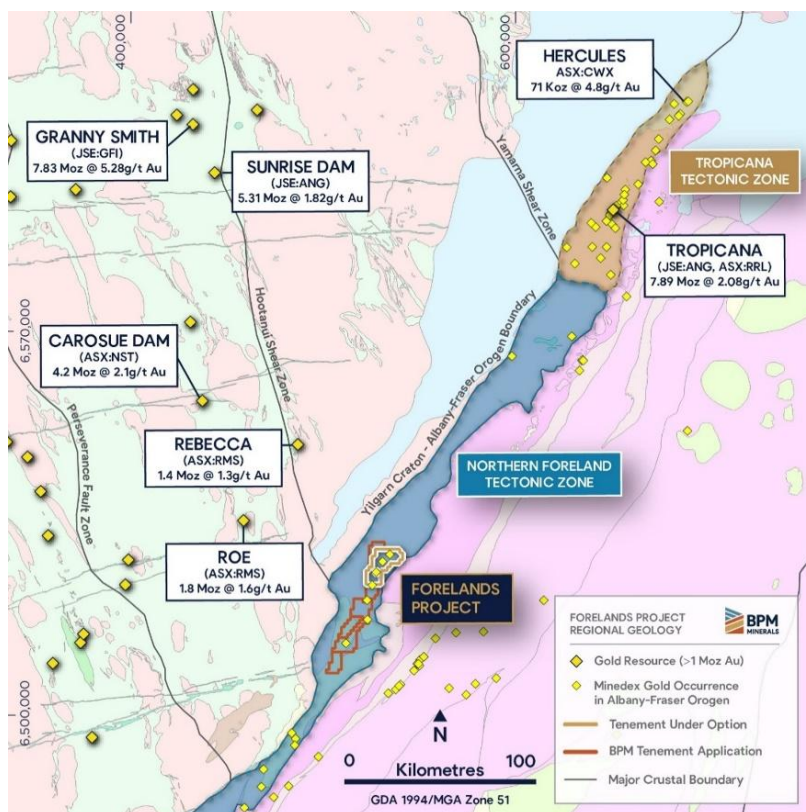 400,000
600,000
HERCULES
ASX:CWX
71 Koz @ 4.8g/t Au
GRANNY SMITH
(JSE:GFI)
7.83 Moz @ 5.28g/t Au
SUNRISE DAM
(JSE:ANG)
5.31 Moz @ 1.82g/t Au
Yamarna Shear Zone
TROPICANA
TECTONIC ZONE
TROPICANA
(JSE:ANG, ASX:RRL)
7.89 Moz @ 2.08g/t Au
6,570,000
Hootanui Shear Zone
CAROSUE DAM
(ASX:NST)
4.2 Moz @ 2.1g/t Au
Yilgarn Craton - Albany-Fraser Orogen Boundary
Perseverance Fault Zone
REBECCA
(ASX:RMS)
1.4 Moz @ 1.3g/t Au
NORTHERN FORELAND
TECTONIC ZONE
ROE
(ASX:RMS)
1.8 Moz @ 1.6g/t Au
FORELANDS
PROJECT
6,500,000
N
0 100
Kilometres
GDA 1994/MGA Zone 51
FORELANDS PROJECT
REGIONAL GEOLOGY
BPM
MINERALS
Gold Resource (>1 Moz Au)
Minedex Gold Occurrence
in Albany-Fraser Orogen
Tenement Under Option
BPM Tenement Application
Major Crustal Boundary